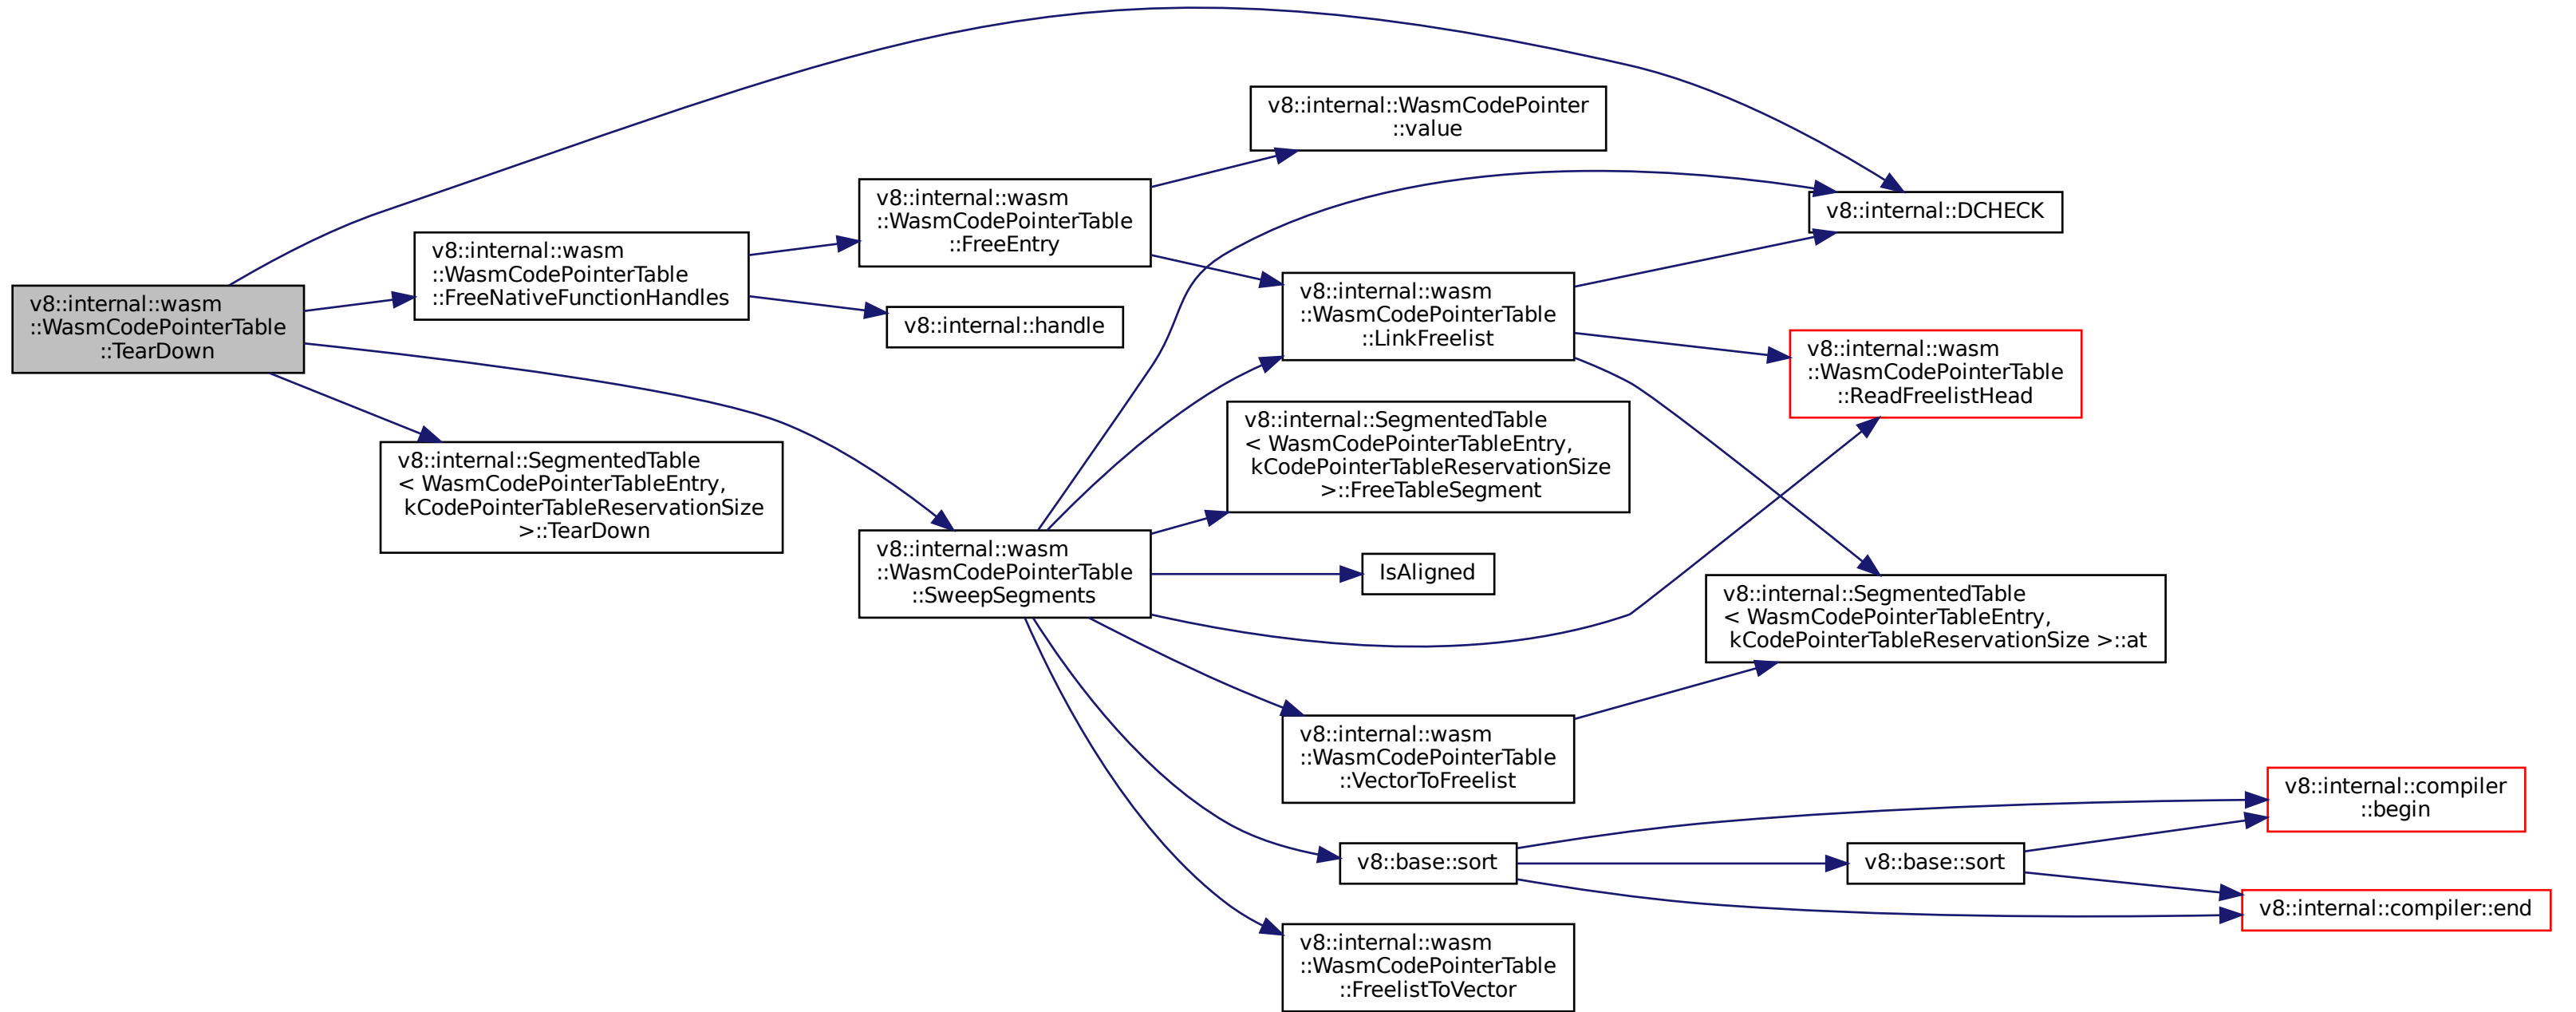 v8::internal::wasm
::WasmCodePointerTable
::TearDown
v8::internal::wasm
::WasmCodePointerTable
::FreeNativeFunctionHandles
v8::internal::SegmentedTable
< WasmCodePointerTableEntry,
kCodePointerTableReservationSize
>::TearDown
v8::internal::wasm
::WasmCodePointerTable
::FreeEntry
v8::internal::handle
v8::internal::wasm
::WasmCodePointerTable
::SweepSegments
v8::internal::WasmCodePointer
::value
v8::internal::wasm
::WasmCodePointerTable
::LinkFreelist
v8::internal::SegmentedTable
< WasmCodePointerTableEntry,
kCodePointerTableReservationSize
>::FreeTableSegment
IsAligned
v8::internal::wasm
::WasmCodePointerTable
::VectorToFreelist
v8::base::sort
v8::internal::wasm
::WasmCodePointerTable
::FreelistToVector
v8::internal::DCHECK
v8::internal::wasm
::WasmCodePointerTable
::ReadFreelistHead
v8::internal::SegmentedTable
< WasmCodePointerTableEntry,
kCodePointerTableReservationSize >::at
v8::base::sort
v8::internal::compiler
::begin
v8::internal::compiler::end